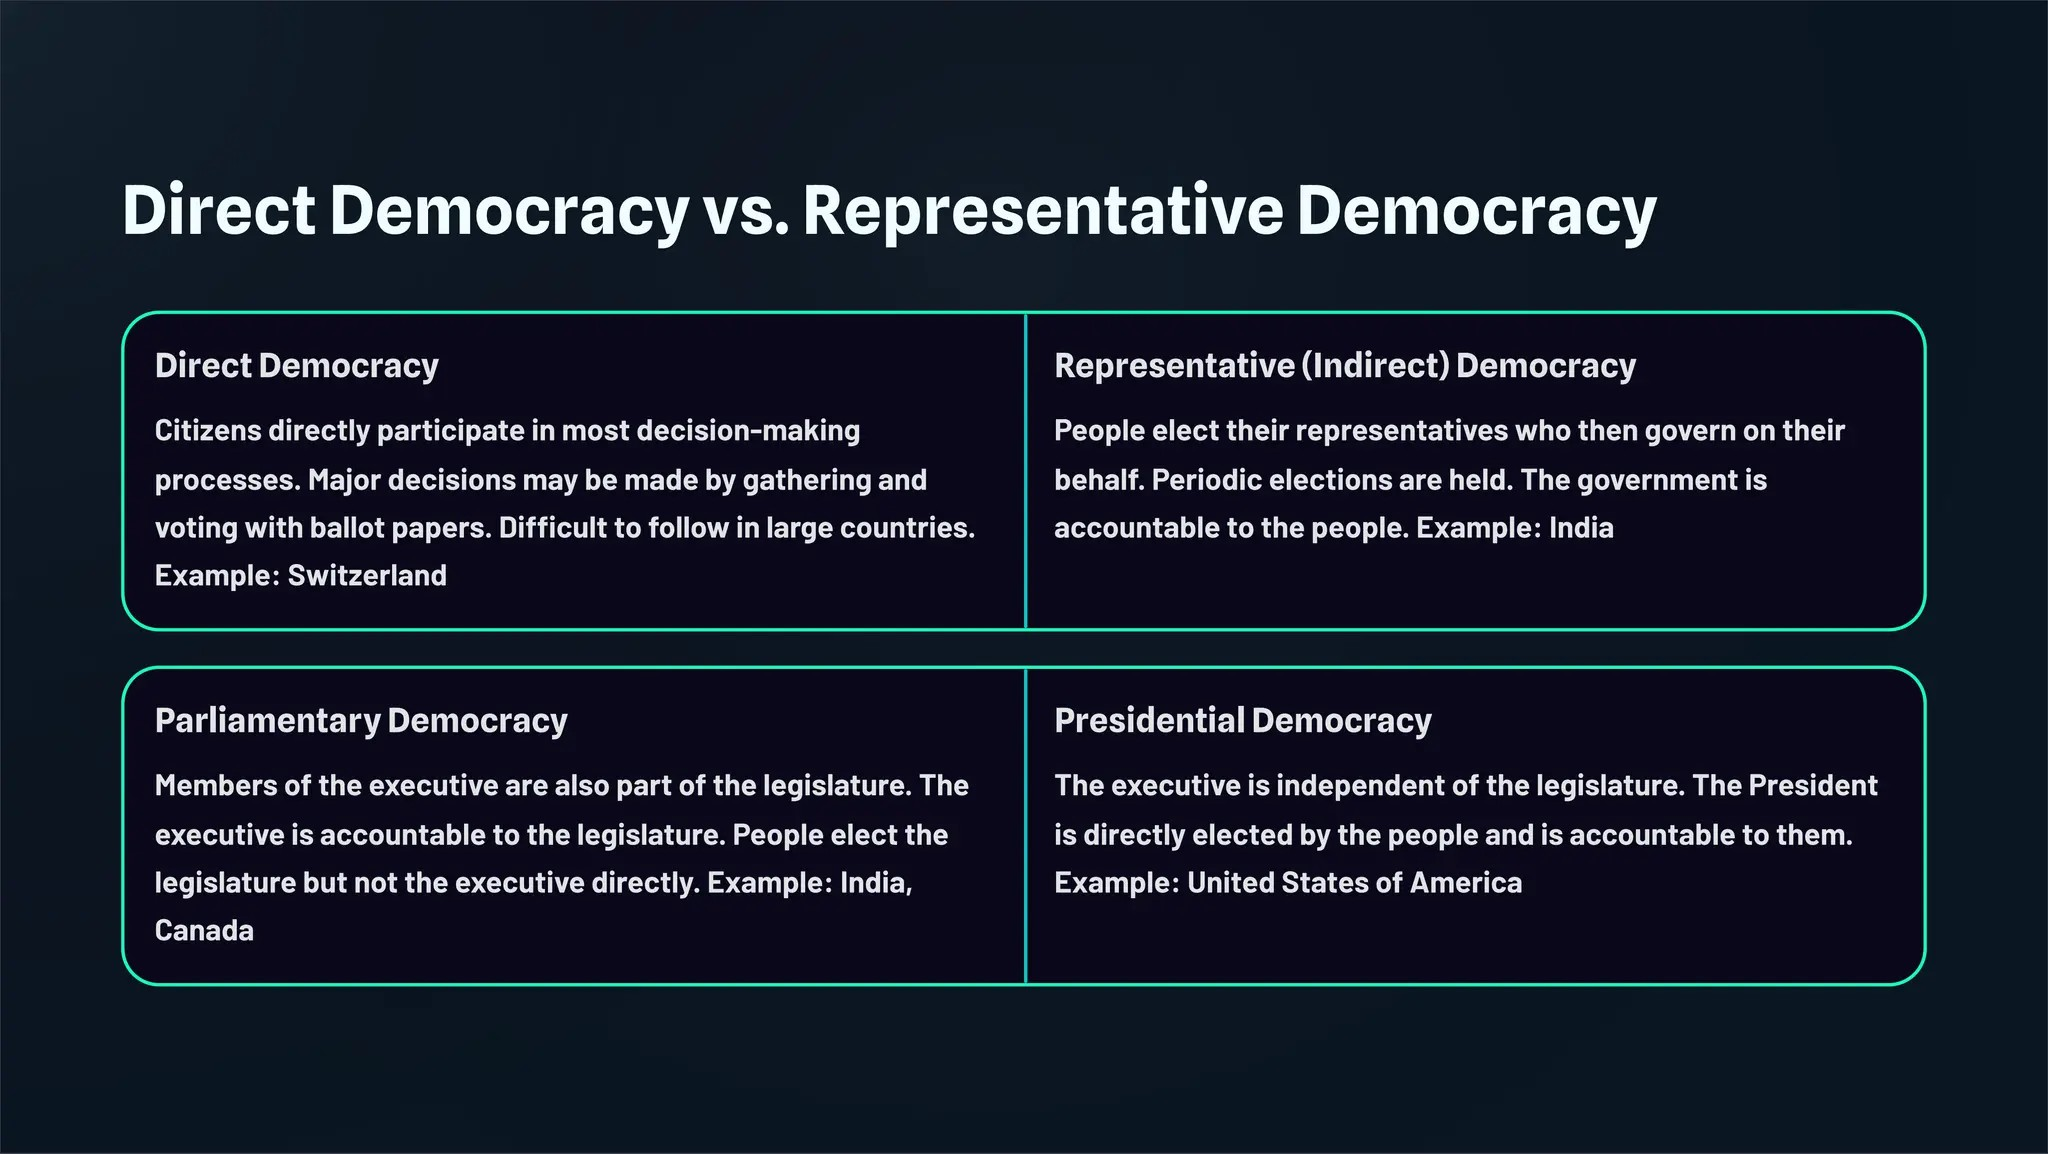 Direct Democracy vs. Representative Democracy
Direct Democracy
Citizens directly participate in most decision-making
processes. Major decisions may be made by gathering and
voting with ballot papers. Difficult to follow in large countries.
Example: Switzerland
Representative (Indirect) Democracy
People elect their representatives who then govern on their
behalf. Periodic elections are held. The government is
accountable to the people. Example: India
Parliamentary Democracy
Members of the executive are also part of the legislature. The
executive is accountable to the legislature. People elect the
legislature but not the executive directly. Example: India,
Canada
Presidential Democracy
The executive is independent of the legislature. The President
is directly elected by the people and is accountable to them.
Example: United States of America